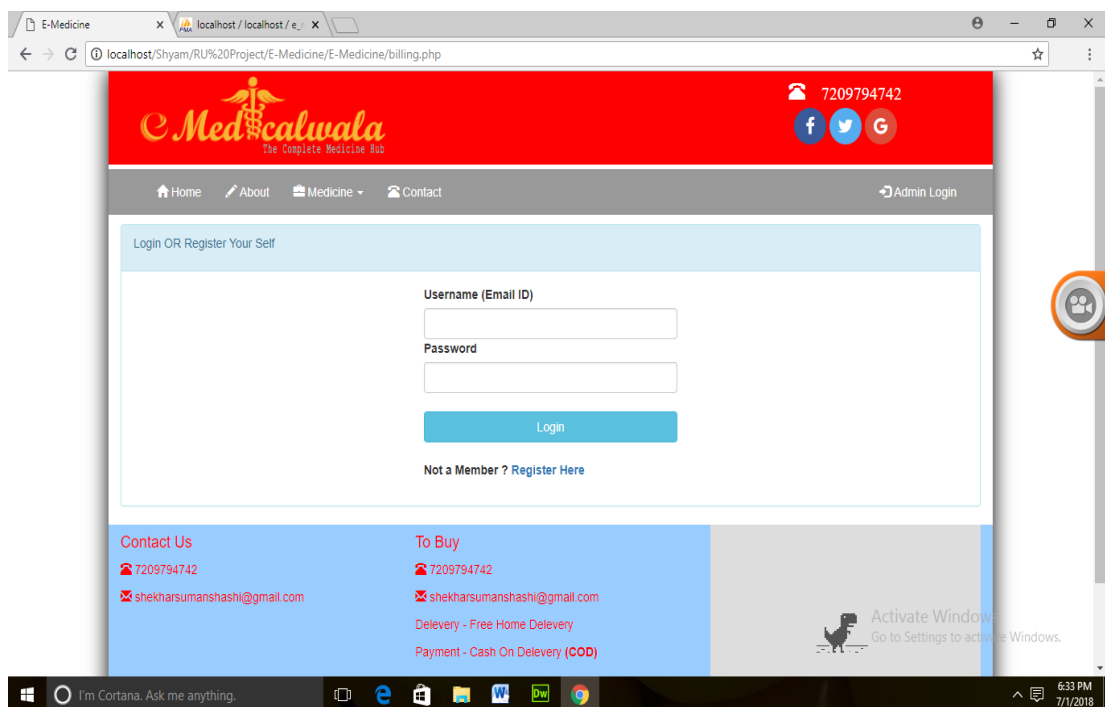 E-Medicine
localhost / localhost / e_r
localhost/Shyam/RU%20Project/E-Medicine/E-Medicine/billing.php
e Medicalwala
The Complete Medicine Hub
7209794742
Home About Medicine Contact Admin Login
Login OR Register Your Self
Username (Email ID)
Password
Login
Not a Member ? Register Here
Contact Us
7209794742
shekharsumanshashi@gmail.com
To Buy
7209794742
shekharsumanshashi@gmail.com
Delevery - Free Home Delevery
Payment - Cash On Delevery (COD)
Activate Windows
Go to Settings to activate Windows.
I'm Cortana. Ask me anything.
6:33 PM
7/1/2018